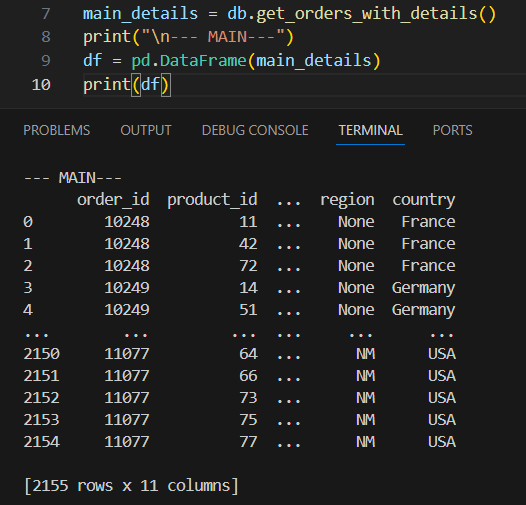 7 main_details = db.get_orders_with_details()
8 print("\n--- MAIN---")
9 df = pd.DataFrame(main_details)
10 print(df)
PROBLEMS OUTPUT DEBUG CONSOLE TERMINAL PORTS
--- MAIN---
order_id product_id ... region country
0 10248 11 ... None France
1 10248 42 ... None France
2 10248 72 ... None France
3 10249 14 ... None Germany
4 10249 51 ... None Germany
... ... ... ... ... ...
2150 11077 64 ... NM USA
2151 11077 66 ... NM USA
2152 11077 73 ... NM USA
2153 11077 75 ... NM USA
2154 11077 77 ... NM USA
[2155 rows x 11 columns]